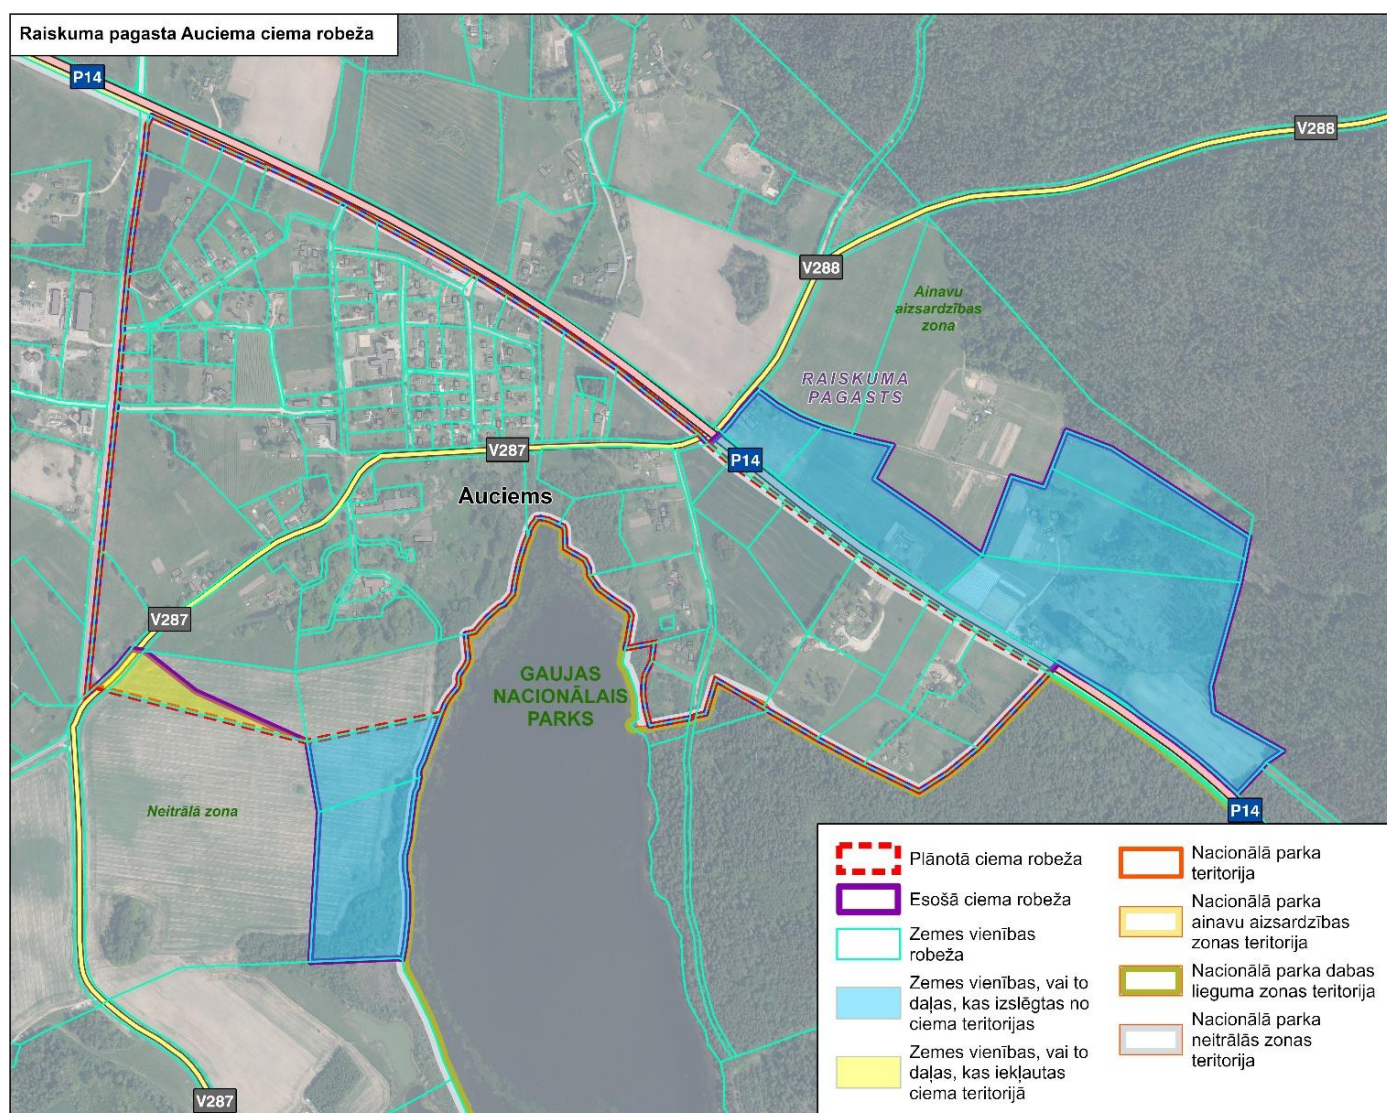 Raiskuma pagasta Auciema ciema robeža
P14
V288
V288
Ainavu
aizsardzības
zona
RAISKUMA
PAGASTS
V287
P14
Auciems
V287
GAUJAS
NACIONĀLAIS
PARKS
Neitrālā zona
P14
V287
Plānotā ciema robeža
Esošā ciema robeža
Zemes vienības
robeža
Zemes vienības, vai to
daļas, kas izslēgtas no
ciema teritorijas
Zemes vienības, vai to
daļas, kas iekļautas
ciema teritorijā
Nacionālā parka
teritorija
Nacionālā parka
ainavu aizsardzības
zonas teritorija
Nacionālā parka dabas
lieguma zonas teritorija
Nacionālā parka
neitrālās zonas
teritorija